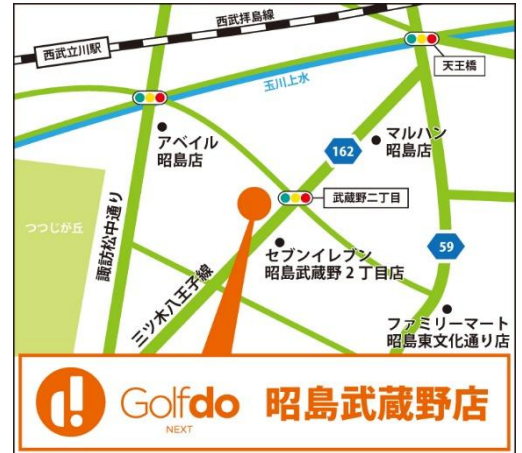 西武拝島線
西武立川駅
天王橋
玉川上水
アベイル
昭島店
マルハン
昭島店
162
武蔵野二丁目
つつじが丘
諏訪松中通り
セブンイレブン
昭島武蔵野2丁目店
59
三ツ木八王子線
ファミリーマート
昭島東文化通り店
d!
Golfdo
NEXT
昭島武蔵野店